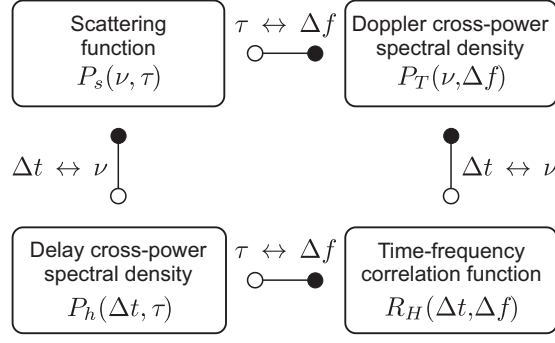 Scattering
function
P_s(ν, τ)
τ ↔ Δf
Doppler cross-power
spectral density
P_T(ν,Δf)
Δt ↔ ν
Δt ↔ ν
Delay cross-power
spectral density
P_h(Δt, τ)
τ ↔ Δf
Time-frequency
correlation function
R_H(Δt,Δf)